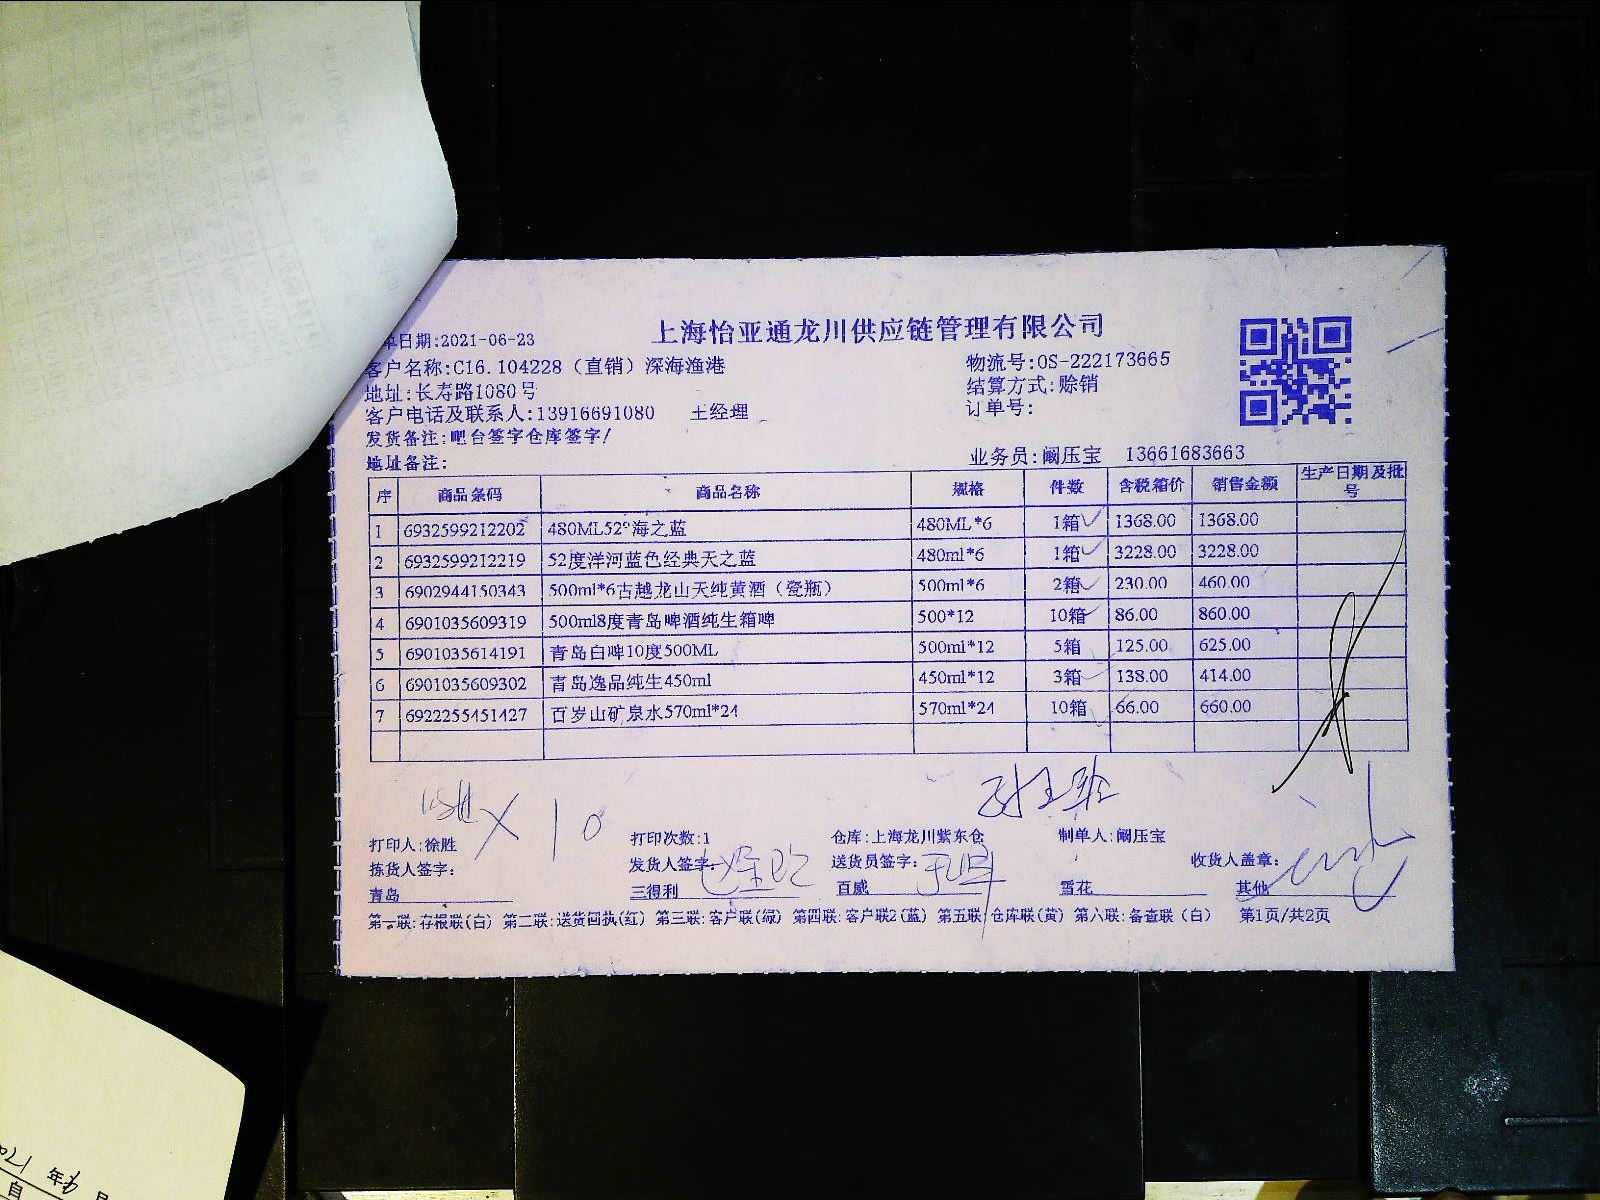 上海怡亚通龙川供应链管理有限公司
单日期:2021-06-23
客户名称:C16.104228（直销）深海渔港 物流号:OS-222173665
地址:长寿路1080号 结算方式:赊销
客户电话及联系人:13916691080 王经理 订单号:
发货备注:吧台签字仓库签字/
地址备注: 业务员:阚压宝 13661683663
序 商品条码 商品名称 规格 件数 含税箱价 销售金额 生产日期及批号
1 6932599212202 480ML52°海之蓝 480ML*6 1箱 1368.00 1368.00
2 6932599212219 52度洋河蓝色经典天之蓝 480ml*6 1箱 3228.00 3228.00
3 6902944150343 500ml*6古越龙山天纯黄酒（瓷瓶） 500ml*6 2箱 230.00 460.00
4 6901035609319 500ml8度青岛啤酒纯生箱啤 500*12 10箱 86.00 860.00
5 6901035614191 青岛白啤10度500ML 500ml*12 5箱 125.00 625.00
6 6901035609302 青岛逸品纯生450ml 450ml*12 3箱 138.00 414.00
7 6922255451427 百岁山矿泉水570ml*24 570ml*24 10箱 66.00 660.00
X 10
打印人:徐胜 打印次数:1 仓库:上海龙川紫东仓 制单人:阚压宝
拣货人签字: 发货人签字: 送货员签字: 收货人盖章:
青岛 三得利 百威 雪花 其他
第一联:存根联(白) 第二联:送货回执(红) 第三联:客户联(绿) 第四联:客户联2(蓝) 第五联:仓库联(黄) 第六联:备查联（白） 第1页/共2页
年 日
自